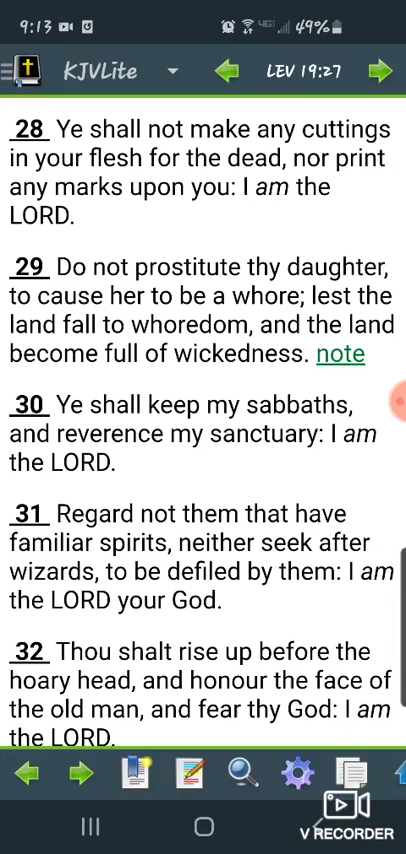 9:13 4G 49%
KJVLite LEV 19:27
28 Ye shall not make any cuttings
in your flesh for the dead, nor print
any marks upon you: I am the
LORD.
29 Do not prostitute thy daughter,
to cause her to be a whore; lest the
land fall to whoredom, and the land
become full of wickedness. note
30 Ye shall keep my sabbaths,
and reverence my sanctuary: I am
the LORD.
31 Regard not them that have
familiar spirits, neither seek after
wizards, to be defiled by them: I am
the LORD your God.
32 Thou shalt rise up before the
hoary head, and honour the face of
the old man, and fear thy God: I am
the LORD.
V RECORDER